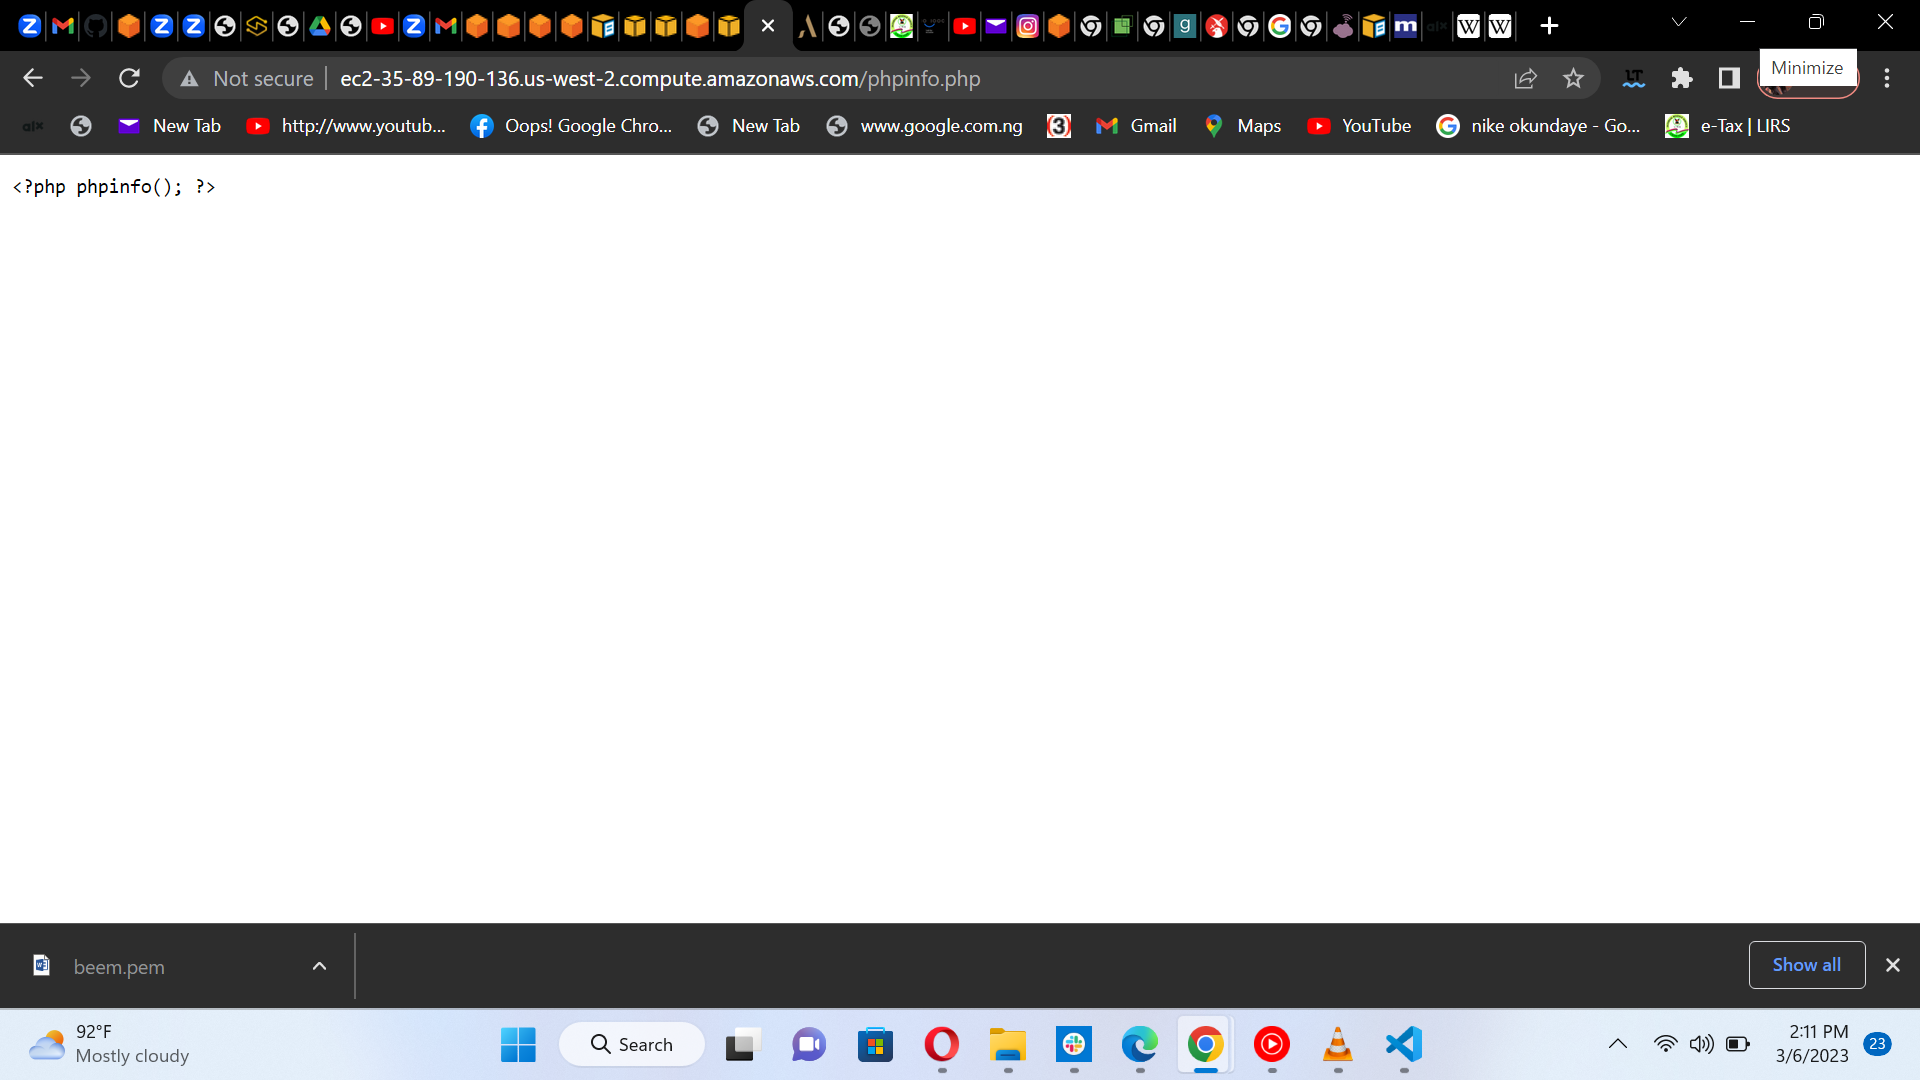 Not secure ec2-35-89-190-136.us-west-2.compute.amazonaws.com/phpinfo.php
Minimize
New Tab http://www.youtub... Oops! Google Chro... New Tab www.google.com.ng Gmail Maps YouTube nike okundaye - Go... e-Tax | LIRS
<?php phpinfo(); ?>
beem.pem
Show all
92°F
Mostly cloudy
Search
2:11 PM
3/6/2023
23